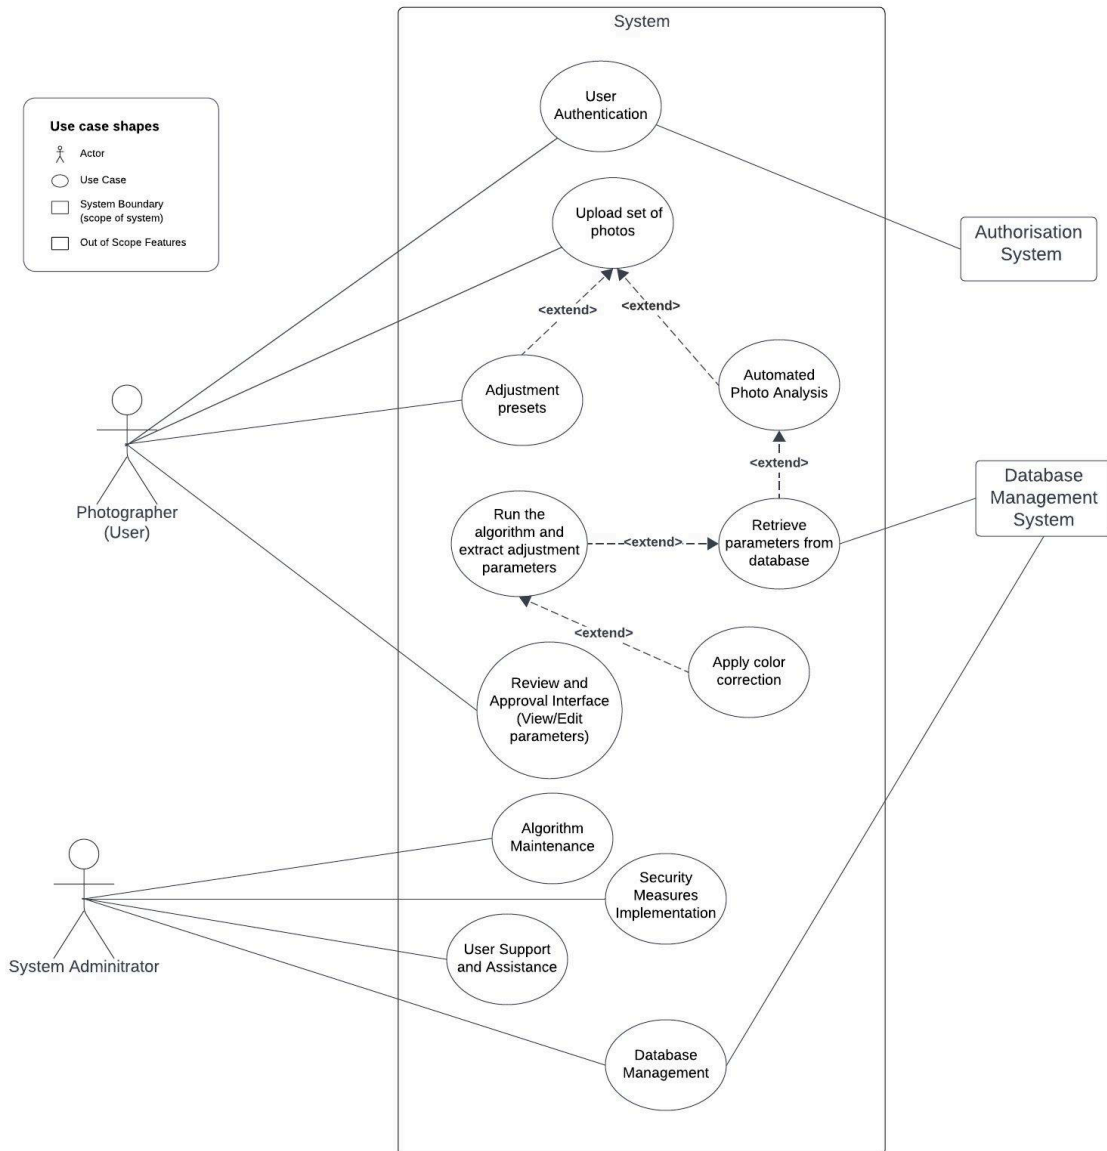 System
Use case shapes
Actor
Use Case
System Boundary
(scope of system)
Out of Scope Features
User
Authentication
Upload set of
photos
Authorisation
System
<extend>
<extend>
Adjustment
presets
Automated
Photo Analysis
<extend>
Photographer
(User)
Run the
algorithm and
extract adjustment
parameters
<extend>
Retrieve
parameters from
database
Database
Management
System
<extend>
Apply color
correction
Review and
Approval Interface
(View/Edit
parameters)
Algorithm
Maintenance
Security
Measures
Implementation
System Adminitrator
User Support
and Assistance
Database
Management